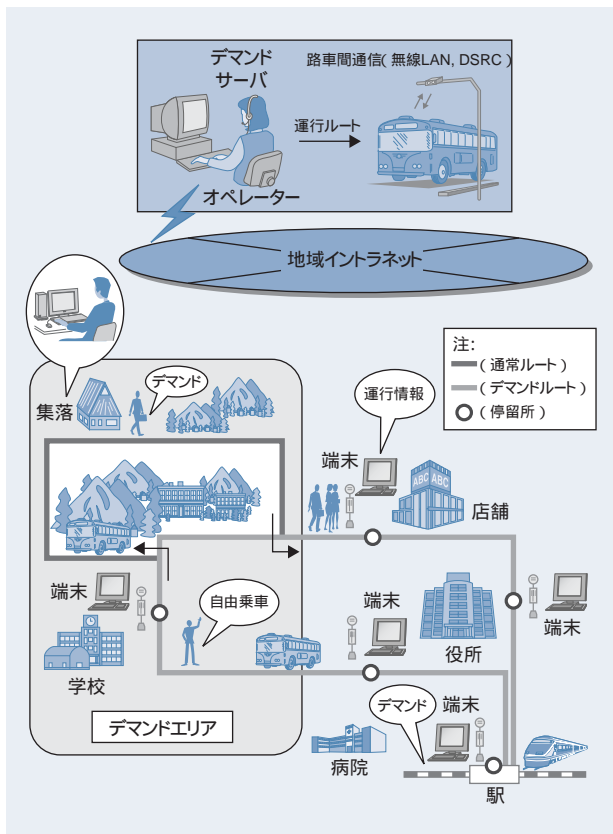 デマンド
サーバ
路車間通信(無線LAN, DSRC)
運行ルート
オペレーター
地域イントラネット
注:
(通常ルート)
(デマンドルート)
(停留所)
デマンド
集落
運行情報
端末
ABC ABC
店舗
端末
自由乗車
学校
端末
役所
端末
デマンドエリア
デマンド
端末
病院
駅